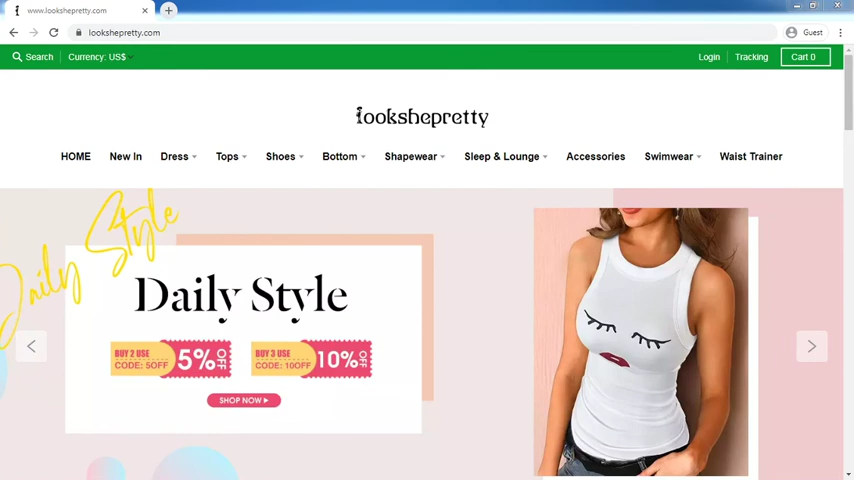 www.lookshepretty.com
lookshepretty.com
Guest
Search
Currency: US$
Login
Tracking
Cart 0
lookshepretty
HOME
New In
Dress
Tops
Shoes
Bottom
Shapewear
Sleep & Lounge
Accessories
Swimwear
Waist Trainer
Daily Style
Daily Style
BUY 2 USE
CODE: 5OFF
5% OFF
BUY 3 USE
CODE: 10OFF
10% OFF
SHOP NOW